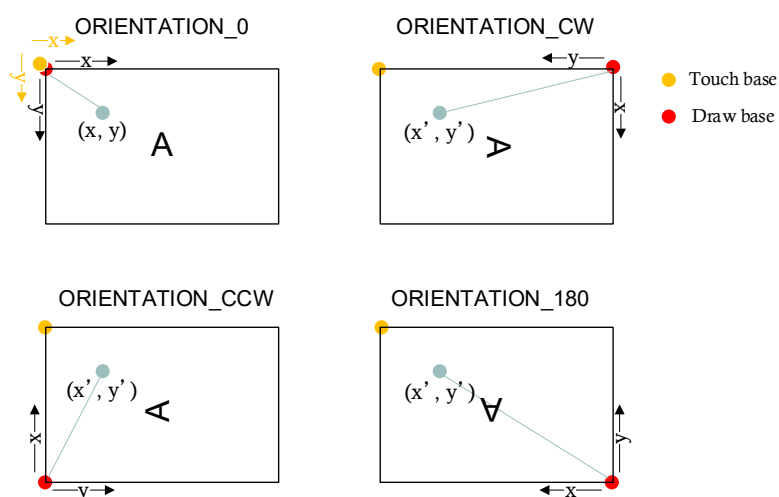 ORIENTATION_0
x
x
y
y
(x, y)
A
ORIENTATION_CW
y
x
(x', y')
A
Touch base
Draw base
ORIENTATION_CCW
(x', y')
A
x
y
ORIENTATION_180
(x', y')
A
y
x